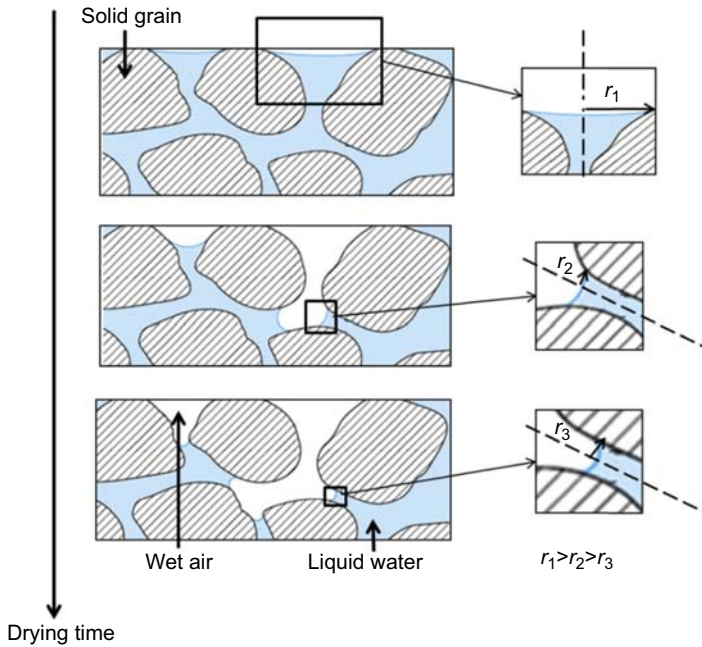 Solid grain
r1
r2
r3
Wet air
Liquid water
r1>r2>r3
Drying time